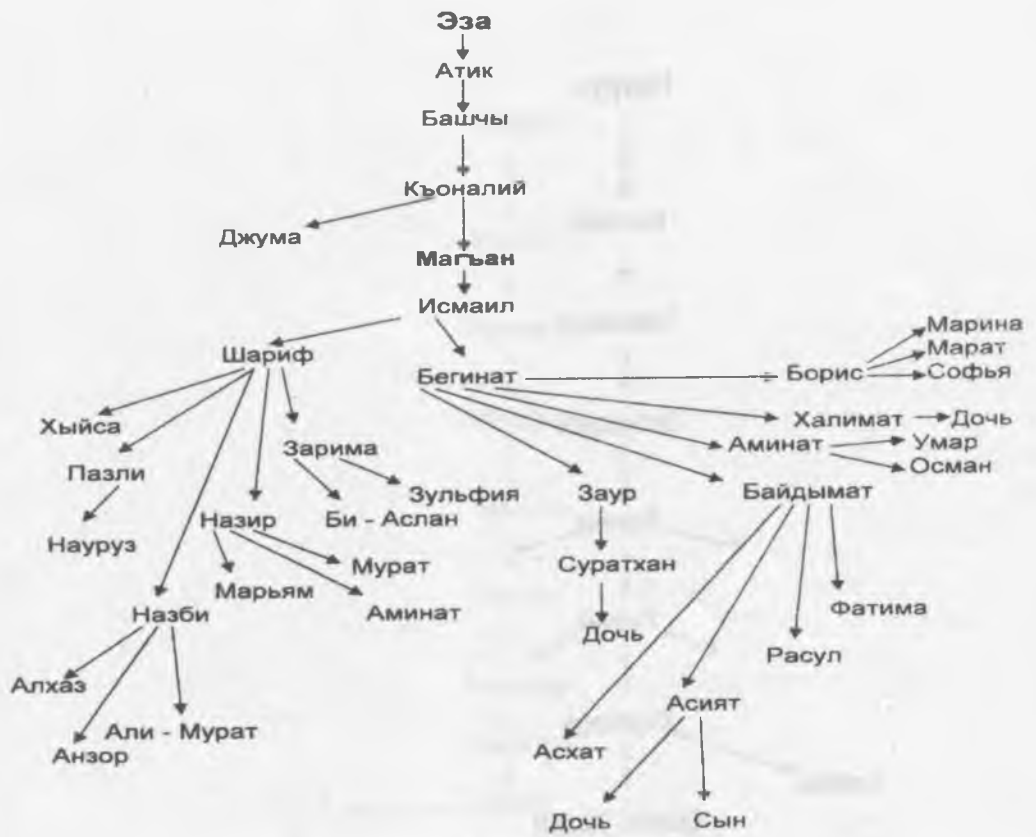 Эза
Атик
Башчы
Къоналий
Джума
Магъан
Исмаил
Шариф
Бегинат
Борис
Марина
Марат
Софья
Хыйса
Халимат
Дочь
Аминат
Умар
Осман
Зарима
Пазли
Зульфия
Заур
Байдымат
Назир
Би - Аслан
Науруз
Мурат
Суратхан
Марьям
Аминат
Фатима
Назби
Дочь
Расул
Алхаз
Асият
Али - Мурат
Анзор
Асхат
Дочь
Сын